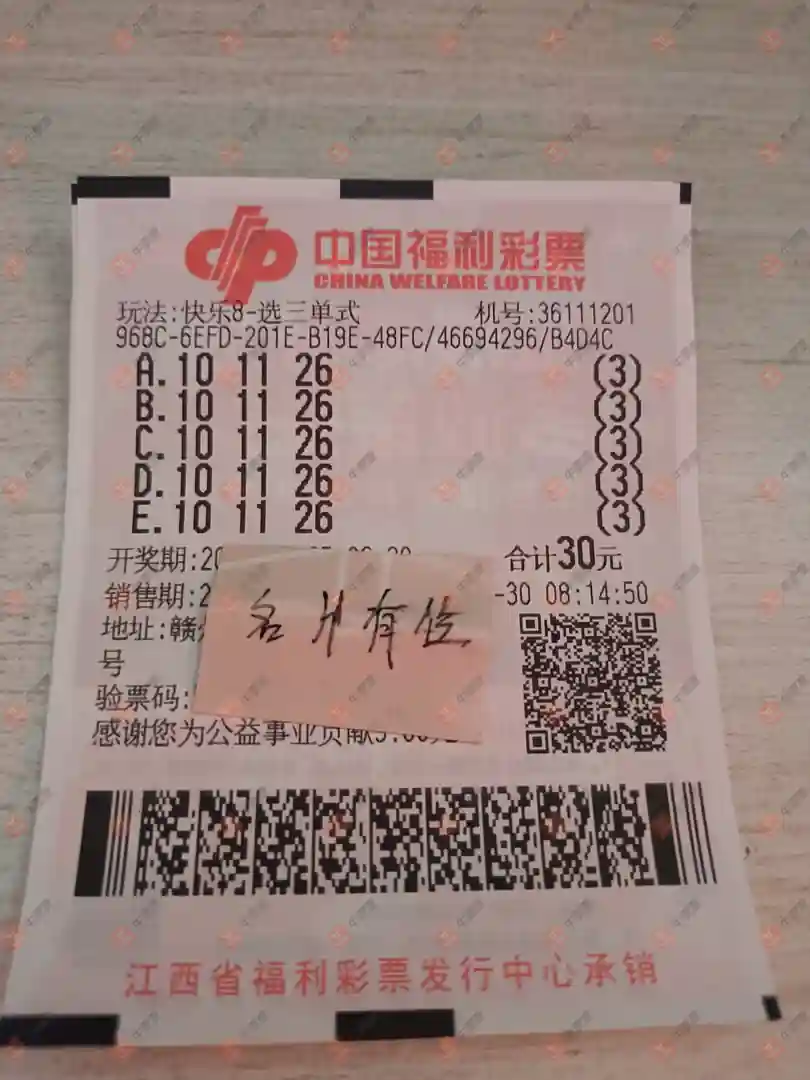 中国福利彩票
CHINA WELFARE LOTTERY
玩法:快乐8-选三单式 机号:36111201
968C-6EFD-201E-B19E-48FC/46694296/B4D4C
A.10 11 26 (3)
B.10 11 26 (3)
C.10 11 26 (3)
D.10 11 26 (3)
E.10 11 26 (3)
开奖期:20 合计30元
销售期:2 -30 08:14:50
地址:赣
名片有位
号
验票码:
感谢您为公益事业贡献
江西省福利彩票发行中心承销